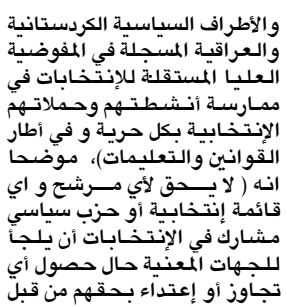 والأطراف السياسية الكردستانية
والعراقية المسجلة في المفوضية
العليا المستقلة للإنتخابات في
ممارسة أنشطتهم وحملاتهم
الإنتخابية بكل حرية و في أطار
القوانين والتعليمات)، موضحا
انه ( لا يحق لأي مرشح و اي
قائمة إنتخابية أو حزب سياسي
مشارك في الإنتخابات أن يلجأ
للجهات المعنية حال حصول أي
تجاوز أو إعتداء بحقهم من قبل